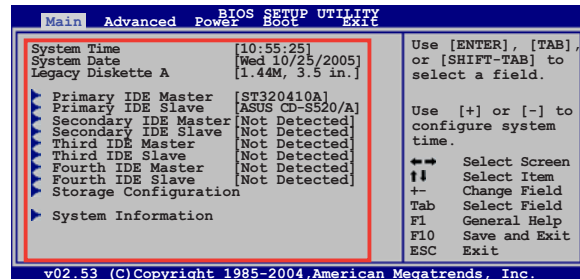 BIOS SETUP UTILITY
Main Advanced Power Boot Exit
System Time [10:55:25]
System Date [Wed 10/25/2005]
Legacy Diskette A [1.44M, 3.5 in.]
Primary IDE Master [ST320410A]
Primary IDE Slave [ASUS CD-S520/A]
Secondary IDE Master [Not Detected]
Secondary IDE Slave [Not Detected]
Third IDE Master [Not Detected]
Third IDE Slave [Not Detected]
Fourth IDE Master [Not Detected]
Fourth IDE Slave [Not Detected]
Storage Configuration
System Information
Use [ENTER], [TAB],
or [SHIFT-TAB] to
select a field.
Use [+] or [-] to
configure system
time.
Select Screen
Select Item
+- Change Field
Tab Select Field
F1 General Help
F10 Save and Exit
ESC Exit
v02.53 (C)Copyright 1985-2004,American Megatrends, Inc.